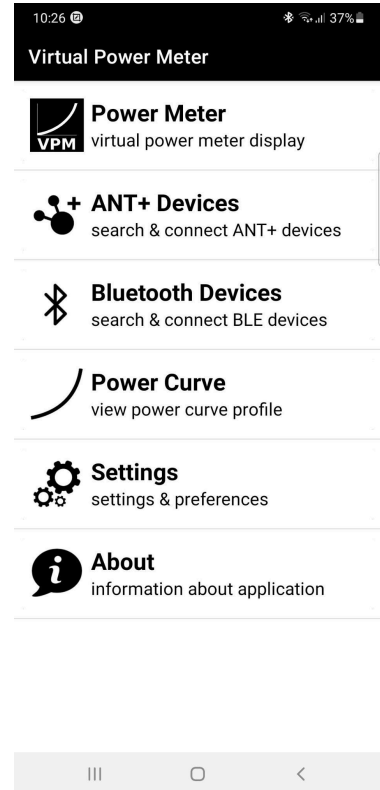 10:26 37%
Virtual Power Meter
Power Meter
VPM virtual power meter display
ANT+ Devices
search & connect ANT+ devices
Bluetooth Devices
search & connect BLE devices
Power Curve
view power curve profile
Settings
settings & preferences
About
i information about application